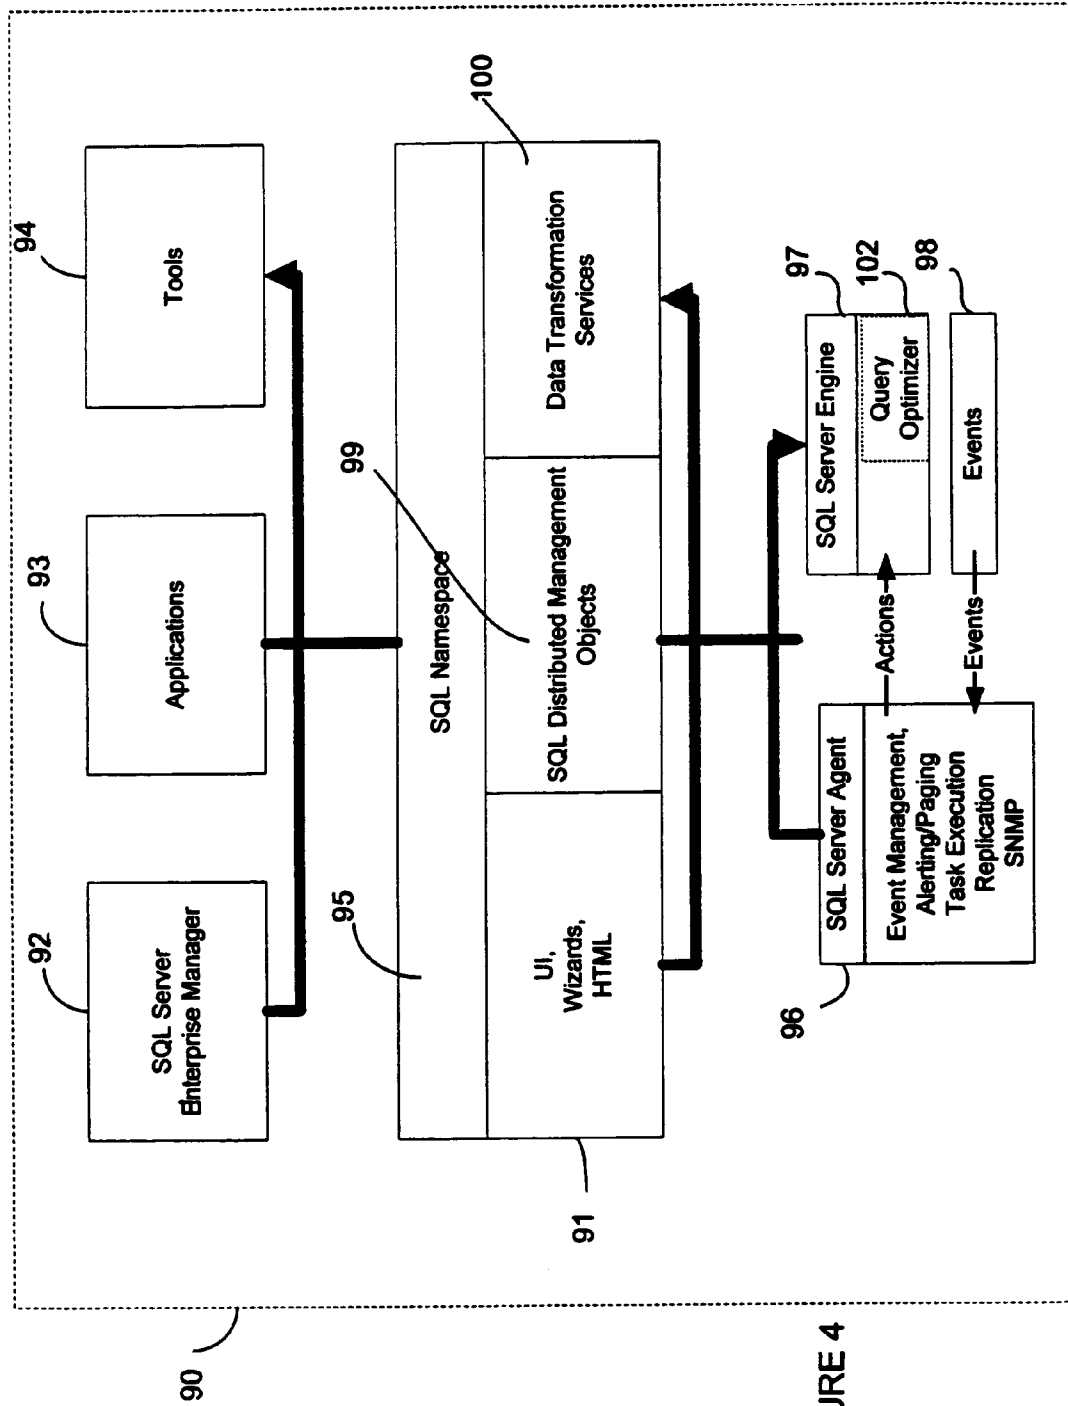 90
92
SQL Server
Enterprise Manager
93
Applications
94
Tools
95
SQL Namespace
99
100
91
UI,
Wizards,
HTML
SQL Distributed Management
Objects
Data Transformation
Services
96
SQL Server Agent
Event Management,
Alerting/Paging
Task Execution
Replication
SNMP
Actions
Events
SQL Server Engine
97
Query
Optimizer
102
Events
98
URE 4